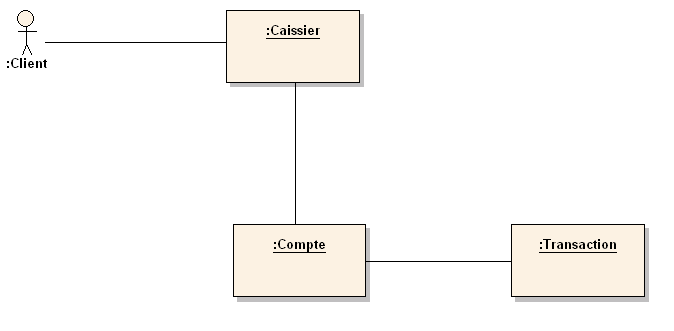 :Caissier
:Client
:Compte
:Transaction